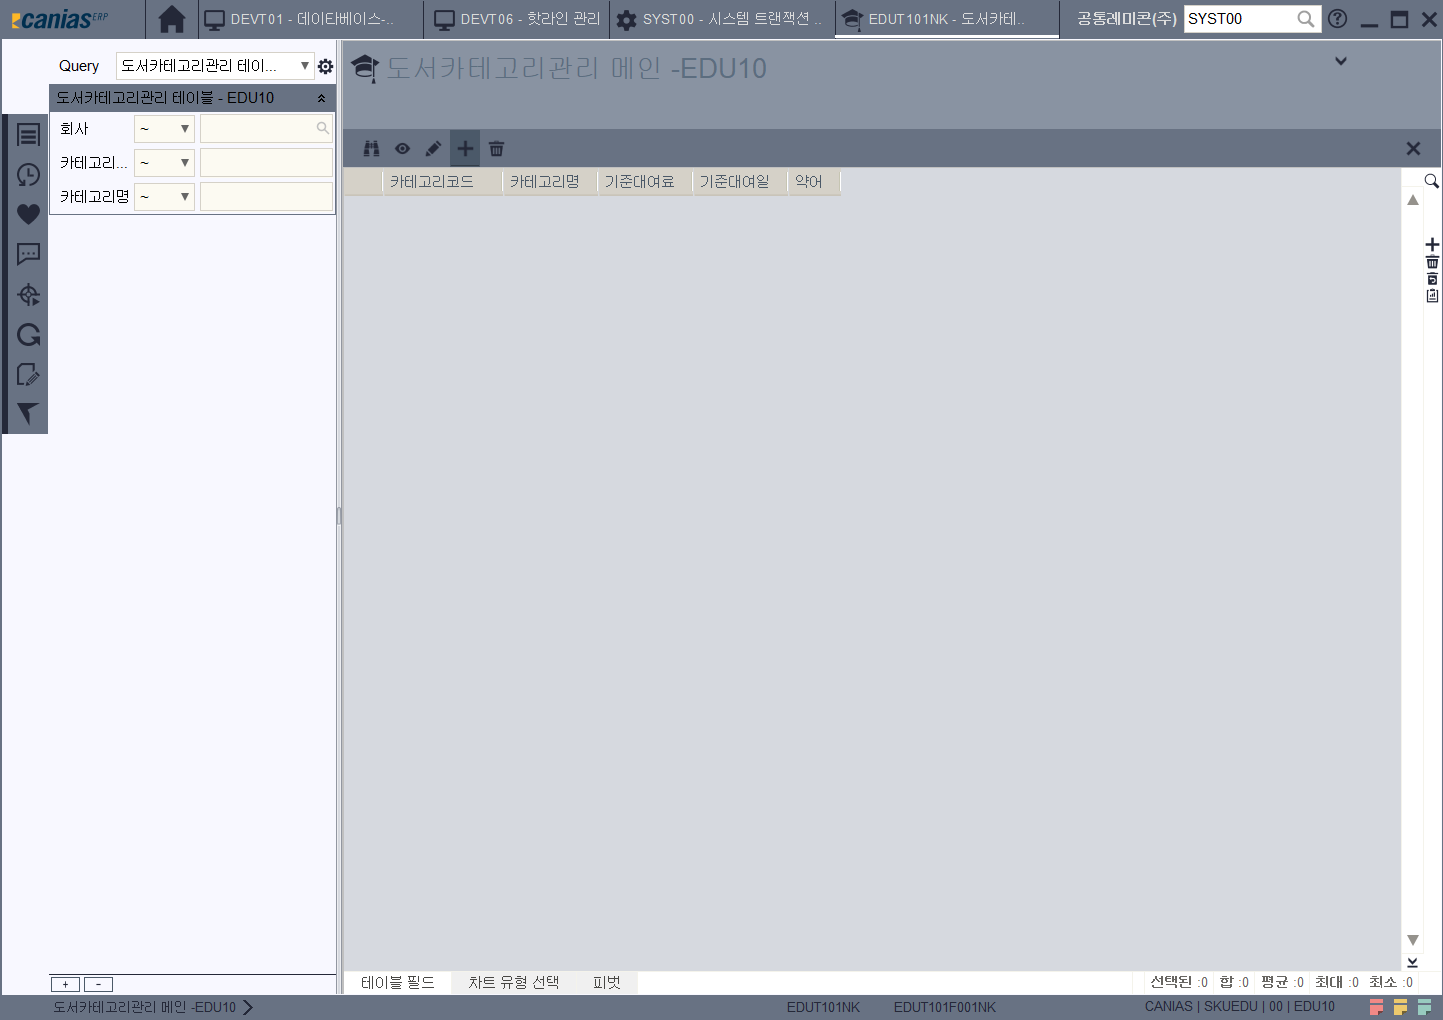 canias ERP
DEVT01 - 데이타베이스-..
DEVT06 - 핫라인 관리
SYST00 - 시스템 트랜잭션 ..
EDUT101NK - 도서카테..
공통레미콘(주)
SYST00
Query
도서카테고리관리 테이...
도서카테고리관리 메인 -EDU10
도서카테고리관리 테이블 - EDU10
회사 ~
카테고리... ~
카테고리명 ~
카테고리코드 카테고리명 기준대여료 기준대여일 약어
테이블 필드 차트 유형 선택 피벗
선택된 :0 합 :0 평균 :0 최대 :0 최소 :0
+ -
도서카테고리관리 메인 -EDU10
EDUT101NK
EDUT101F001NK
CANIAS | SKUEDU | 00 | EDU10